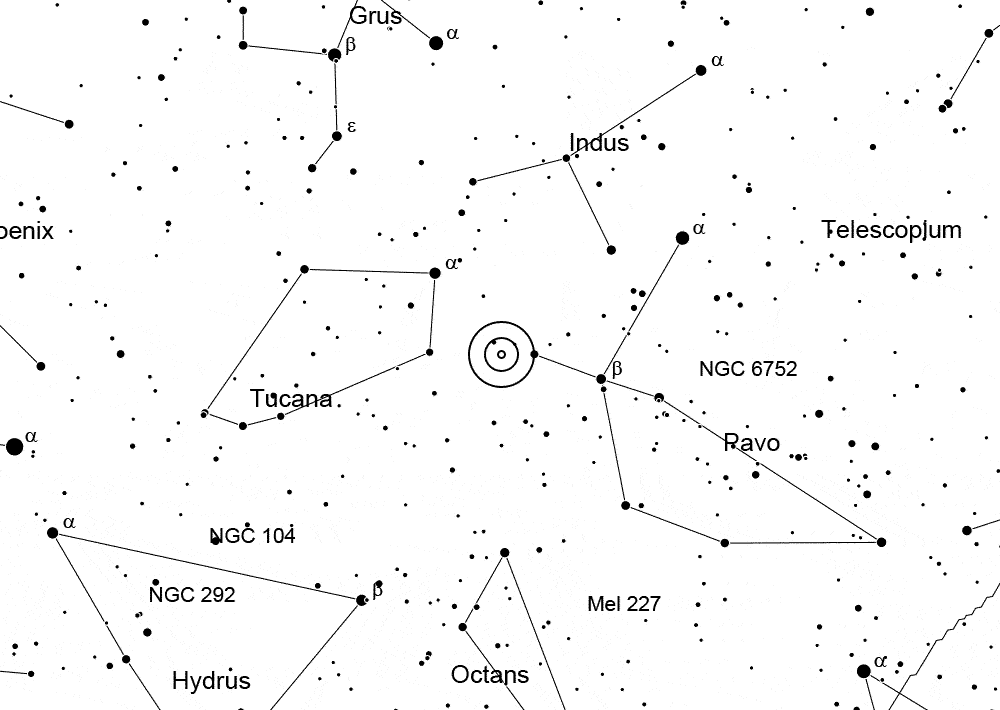 Grus
α
β
α
ε
Indus
oenix
α
Telescopium
α
NGC 6752
β
Tucana
α
Pavo
α
NGC 104
β
NGC 292
Mel 227
α
Octans
Hydrus